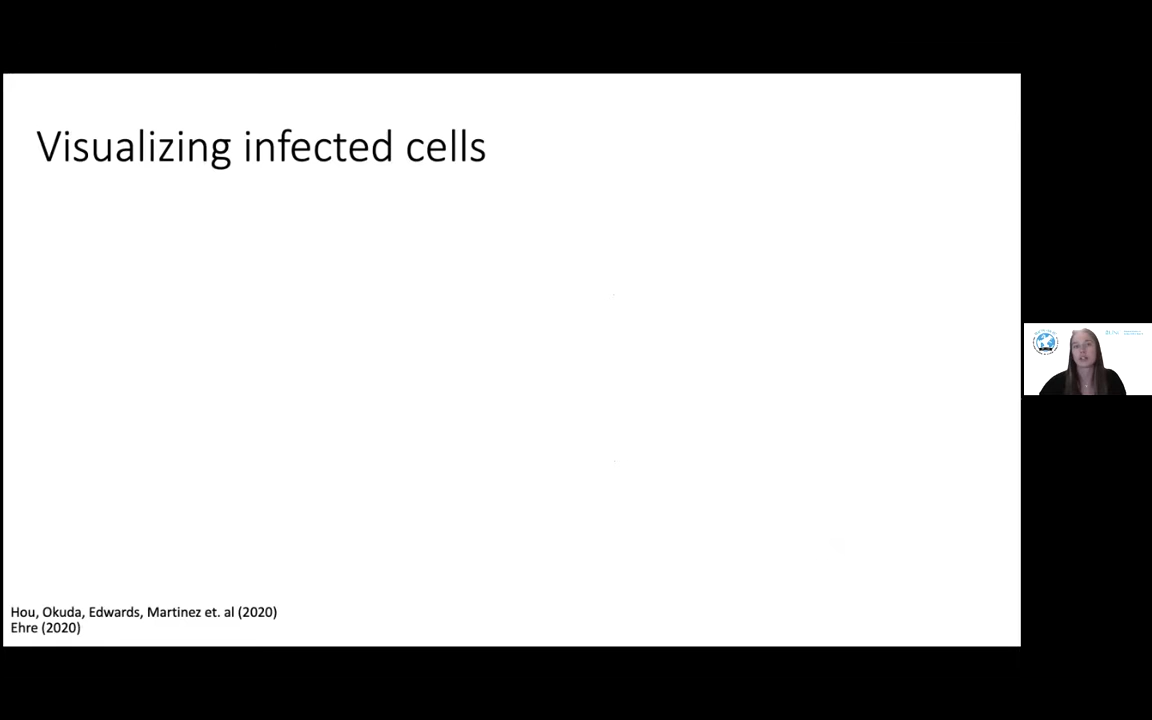 Visualizing infected cells
Hou, Okuda, Edwards, Martinez et. al (2020)
Ehre (2020)